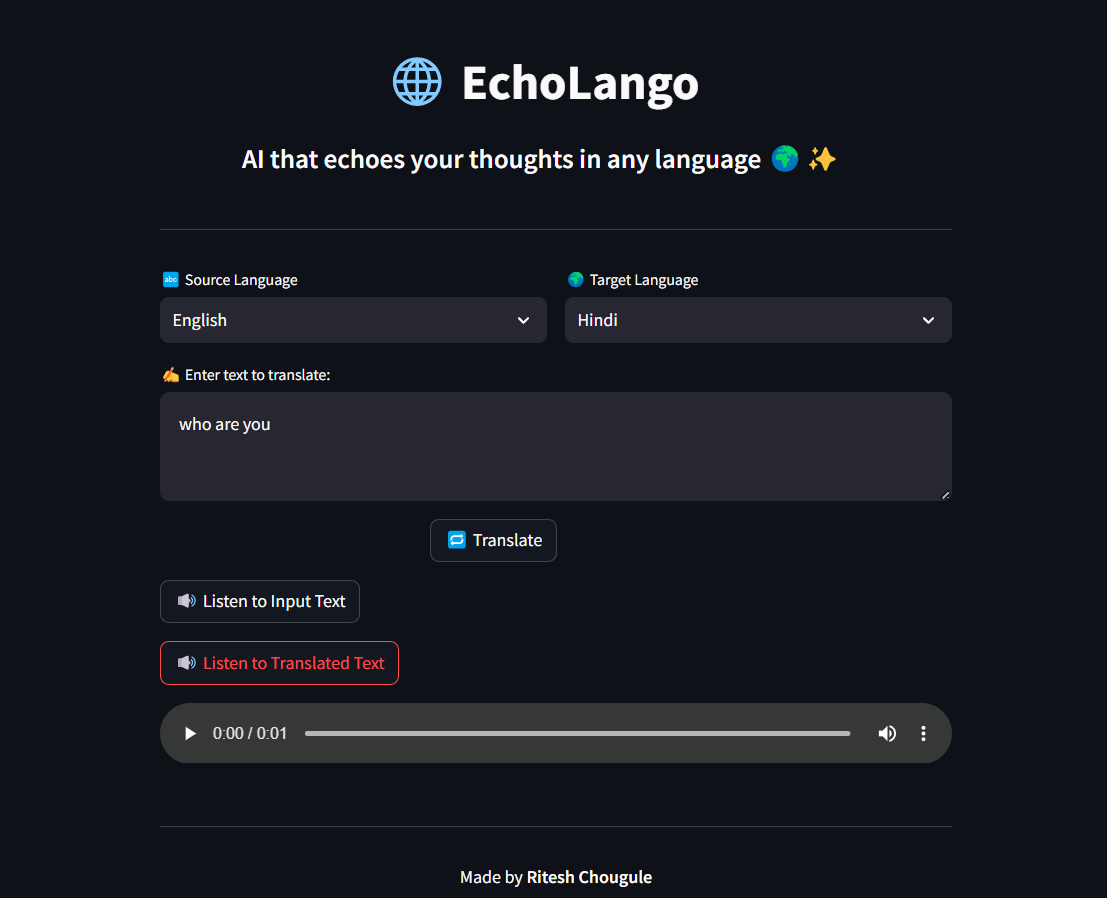 🌐 EchoLango
AI that echoes your thoughts in any language 🌍 ✨
🔤 Source Language
🌍 Target Language
English
Hindi
✍️ Enter text to translate:
who are you
🔁 Translate
🔊 Listen to Input Text
🔊 Listen to Translated Text
0:00 / 0:01
Made by Ritesh Chougule